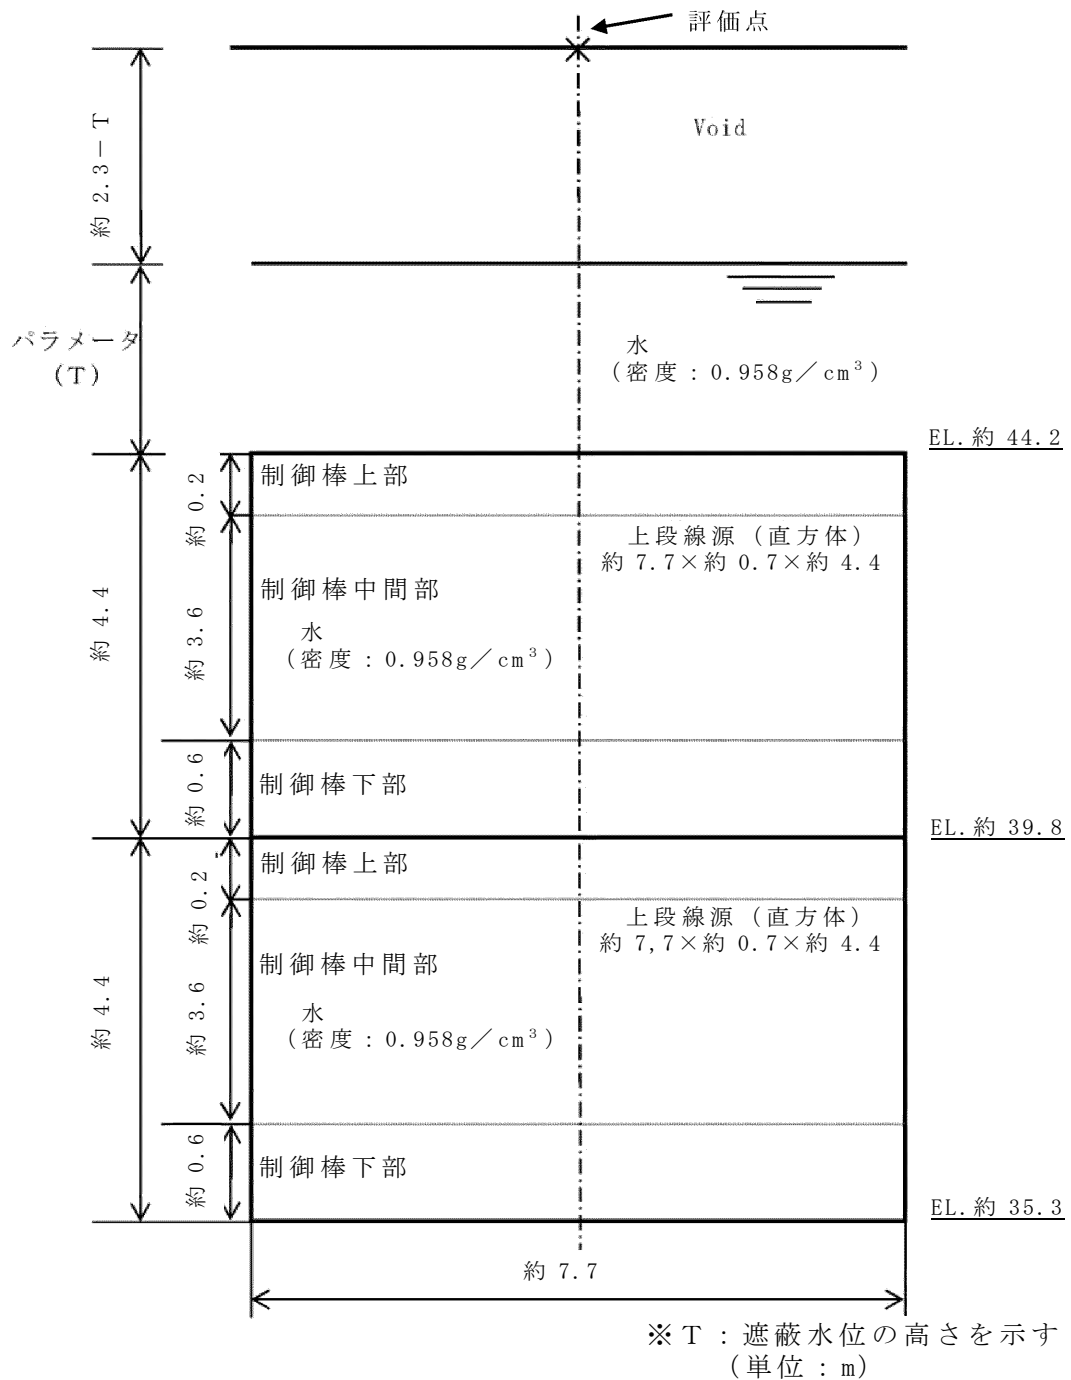 評価点
Void
約 2.3－T
パラメータ
(T)
水
(密度：0.958g／cm³)
EL.約 44.2
制御棒上部
約 0.2
上段線源 (直方体)
約 7.7×約 0.7×約 4.4
制御棒中間部
水
(密度：0.958g／cm³)
約 3.6
約 4.4
制御棒下部
約 0.6
EL.約 39.8
制御棒上部
約 0.2
上段線源 (直方体)
約 7,7×約 0.7×約 4.4
制御棒中間部
水
(密度：0.958g／cm³)
約 3.6
約 4.4
制御棒下部
約 0.6
EL.約 35.3
約 7.7
※T：遮蔽水位の高さを示す
(単位：m)